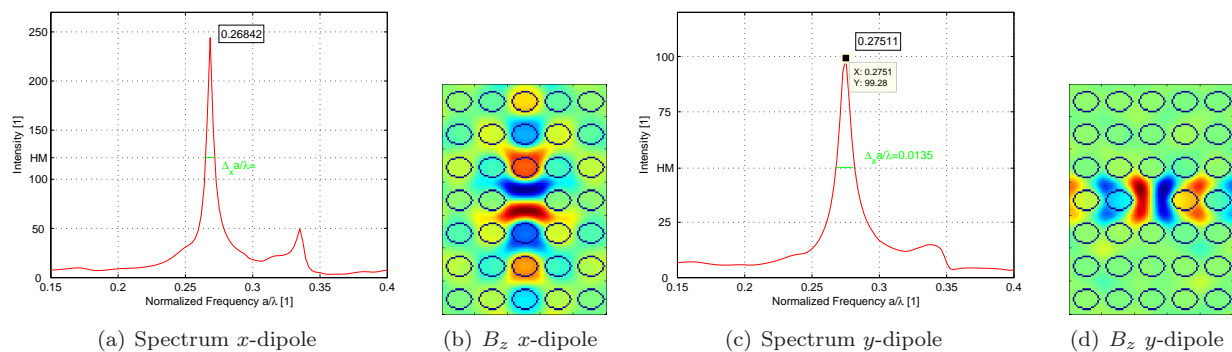 0.26842
250
200
150
HM
100
50
0
Intensity [1]
Δxa/λ=
0.15 0.2 0.25 0.3 0.35 0.4
Normalized Frequency a/λ [1]
(a) Spectrum x-dipole
(b) Bz x-dipole
0.27511
X: 0.2751
Y: 99.28
100
75
HM
25
0
Intensity [1]
Δxa/λ=0.0135
0.15 0.2 0.25 0.3 0.35 0.4
Normalized Frequency a/λ [1]
(c) Spectrum y-dipole
(d) Bz y-dipole